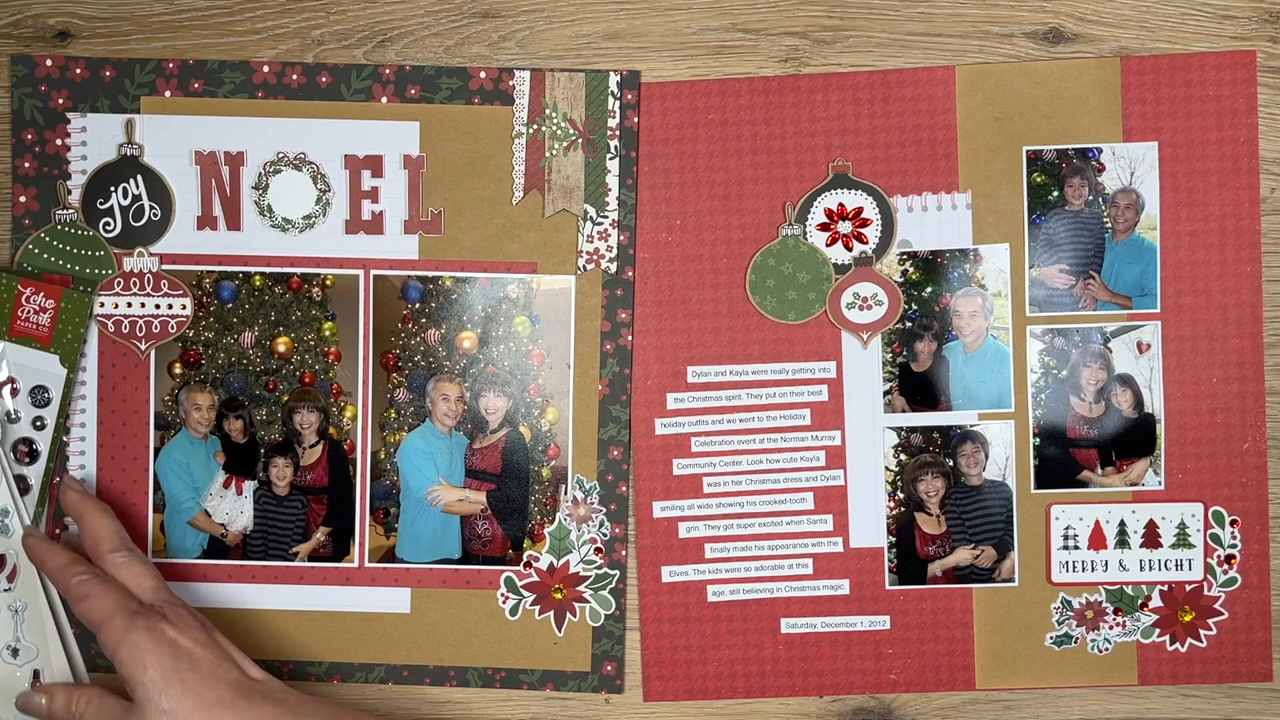 joy
NOEL
Echo
Park
PAPER CO.
Dylan and Kayla were really getting into
the Christmas spirit. They put on their best
holiday outfits and we went to the Holiday
Celebration event at the Norman Murray
Community Center. Look how cute Kayla
was in her Christmas dress and Dylan
smiling all wide showing his crooked-tooth
grin. They got super excited when Santa
finally made his appearance with the
Elves. The kids were so adorable at this
age, still believing in Christmas magic.
Saturday, December 1, 2012
MERRY & BRIGHT